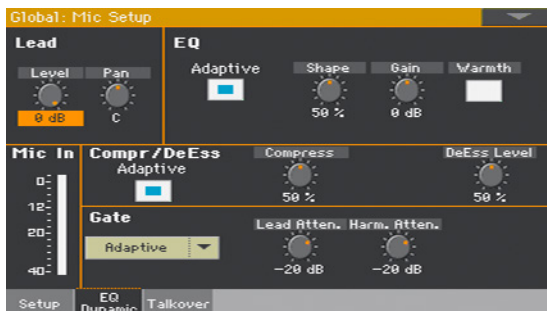 Global: Mic Setup
Lead
EQ
Level Pan
Adaptive
Shape Gain Warmth
0 dB C
50 % 0 dB
Mic In
Compr/DeEss
Adaptive
Compress
DeEss Level
50 % 50 %
0
12
20
40
Gate
Adaptive
Lead Atten. Harm. Atten.
-20 dB -20 dB
Setup
EQ
Dynamic
Talkover